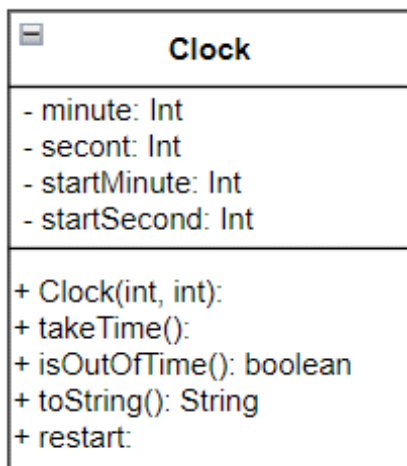 Clock
- minute: Int
- secont: Int
- startMinute: Int
- startSecond: Int
+ Clock(int, int):
+ takeTime():
+ isOutOfTime(): boolean
+ toString(): String
+ restart: